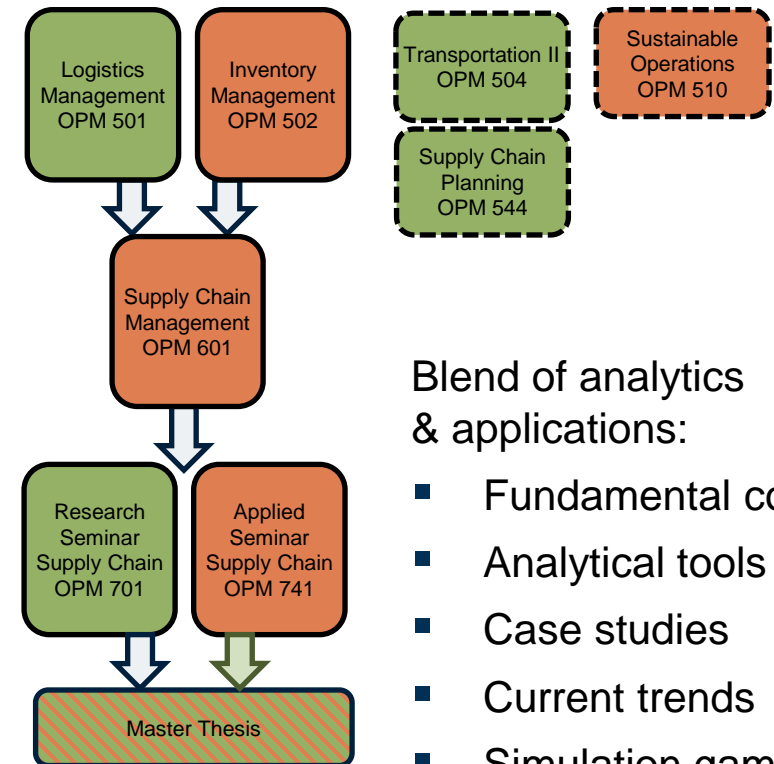 Logistics
Management
OPM 501
Inventory
Management
OPM 502
Transportation II
OPM 504
Sustainable
Operations
OPM 510
Supply Chain
Planning
OPM 544
Supply Chain
Management
OPM 601
Blend of analytics
& applications:
Fundamental
Analytical tools
Case studies
Current trends
Research
Seminar
Supply Chain
OPM 701
Applied
Seminar
Supply Chain
OPM 741
Master Thesis
Simulation